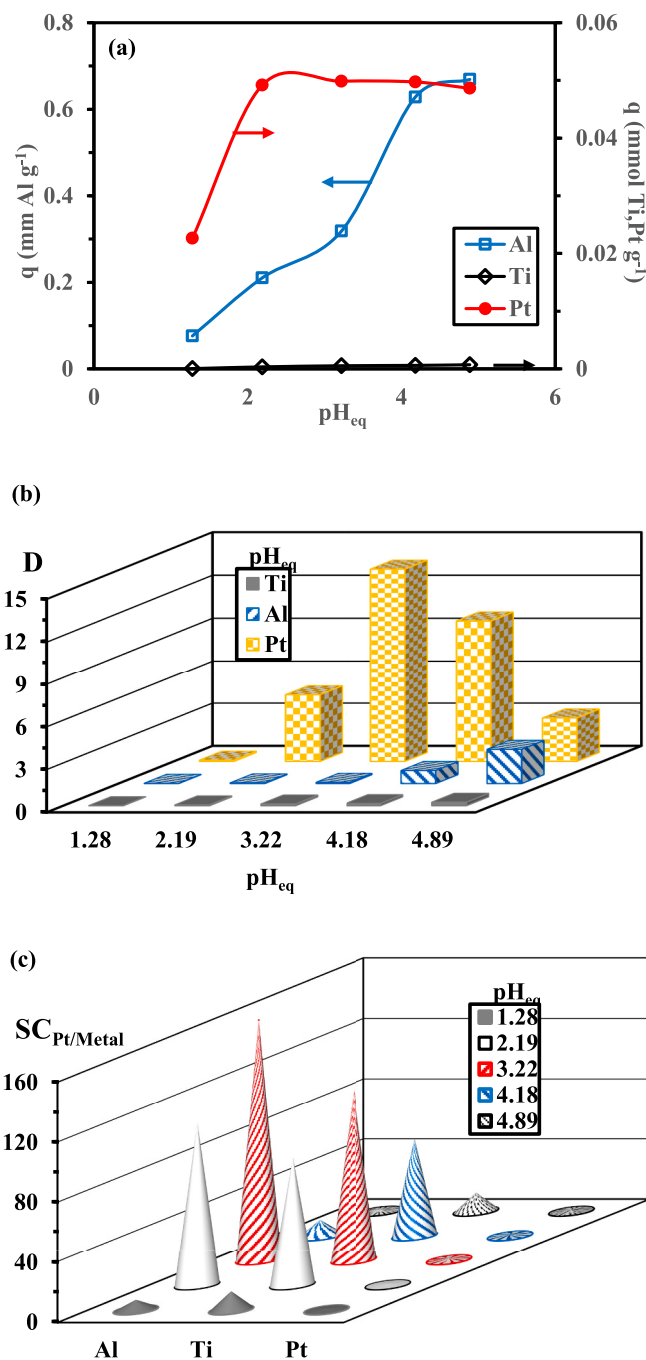 (a)
0.8
0.6
0.4
0.2
0
q (mm Al g-1)
0.06
0.04
0.02
0
q (mmol Ti,Pt g-1)
Al
Ti
Pt
0
2
4
6
pHeq
(b)
D
15
12
9
6
3
0
pHeq
Ti
Al
Pt
1.28
2.19
3.22
4.18
4.89
pHeq
(c)
SCPt/Metal
160
120
80
40
0
pHeq
1.28
2.19
3.22
4.18
4.89
Al
Ti
Pt